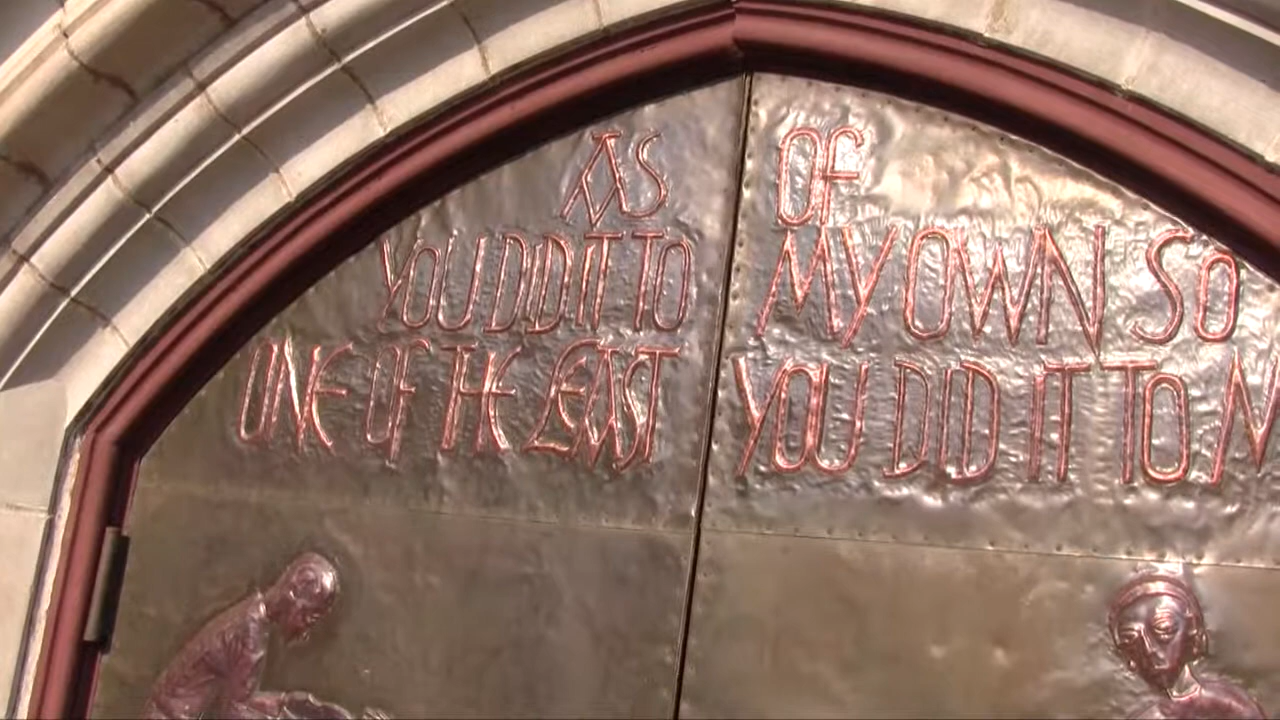 AS
YOU DID IT TO
ONE OF THE LEAST
OF
MY OWN SO
YOU DID IT TO